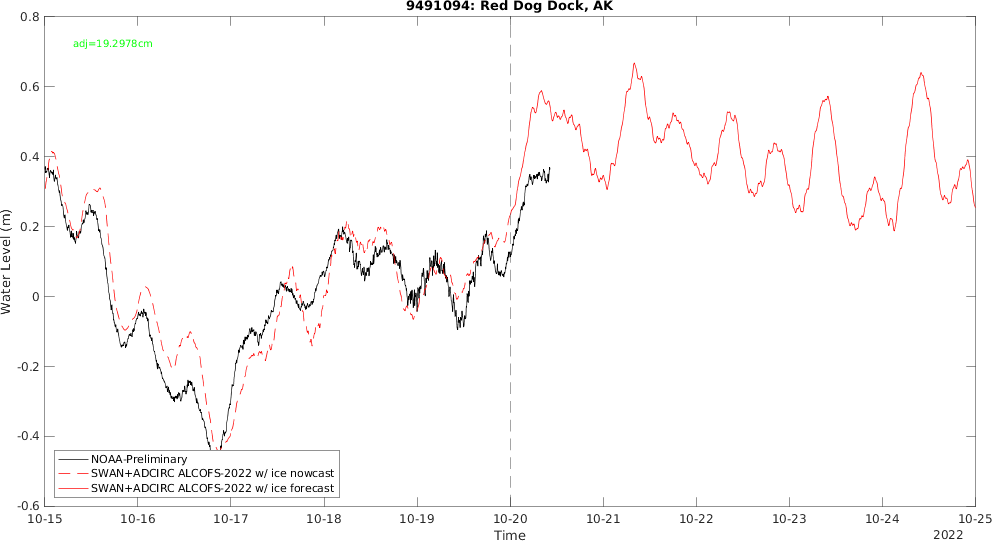 9491094: Red Dog Dock, AK
adj=19.2978cm
Water Level (m)
0.8
0.6
0.4
0.2
0
-0.2
-0.4
-0.6
NOAA-Preliminary
SWAN+ADCIRC ALCOFS-2022 w/ ice nowcast
SWAN+ADCIRC ALCOFS-2022 w/ ice forecast
10-15 10-16 10-17 10-18 10-19 10-20 10-21 10-22 10-23 10-24 10-25
Time
2022